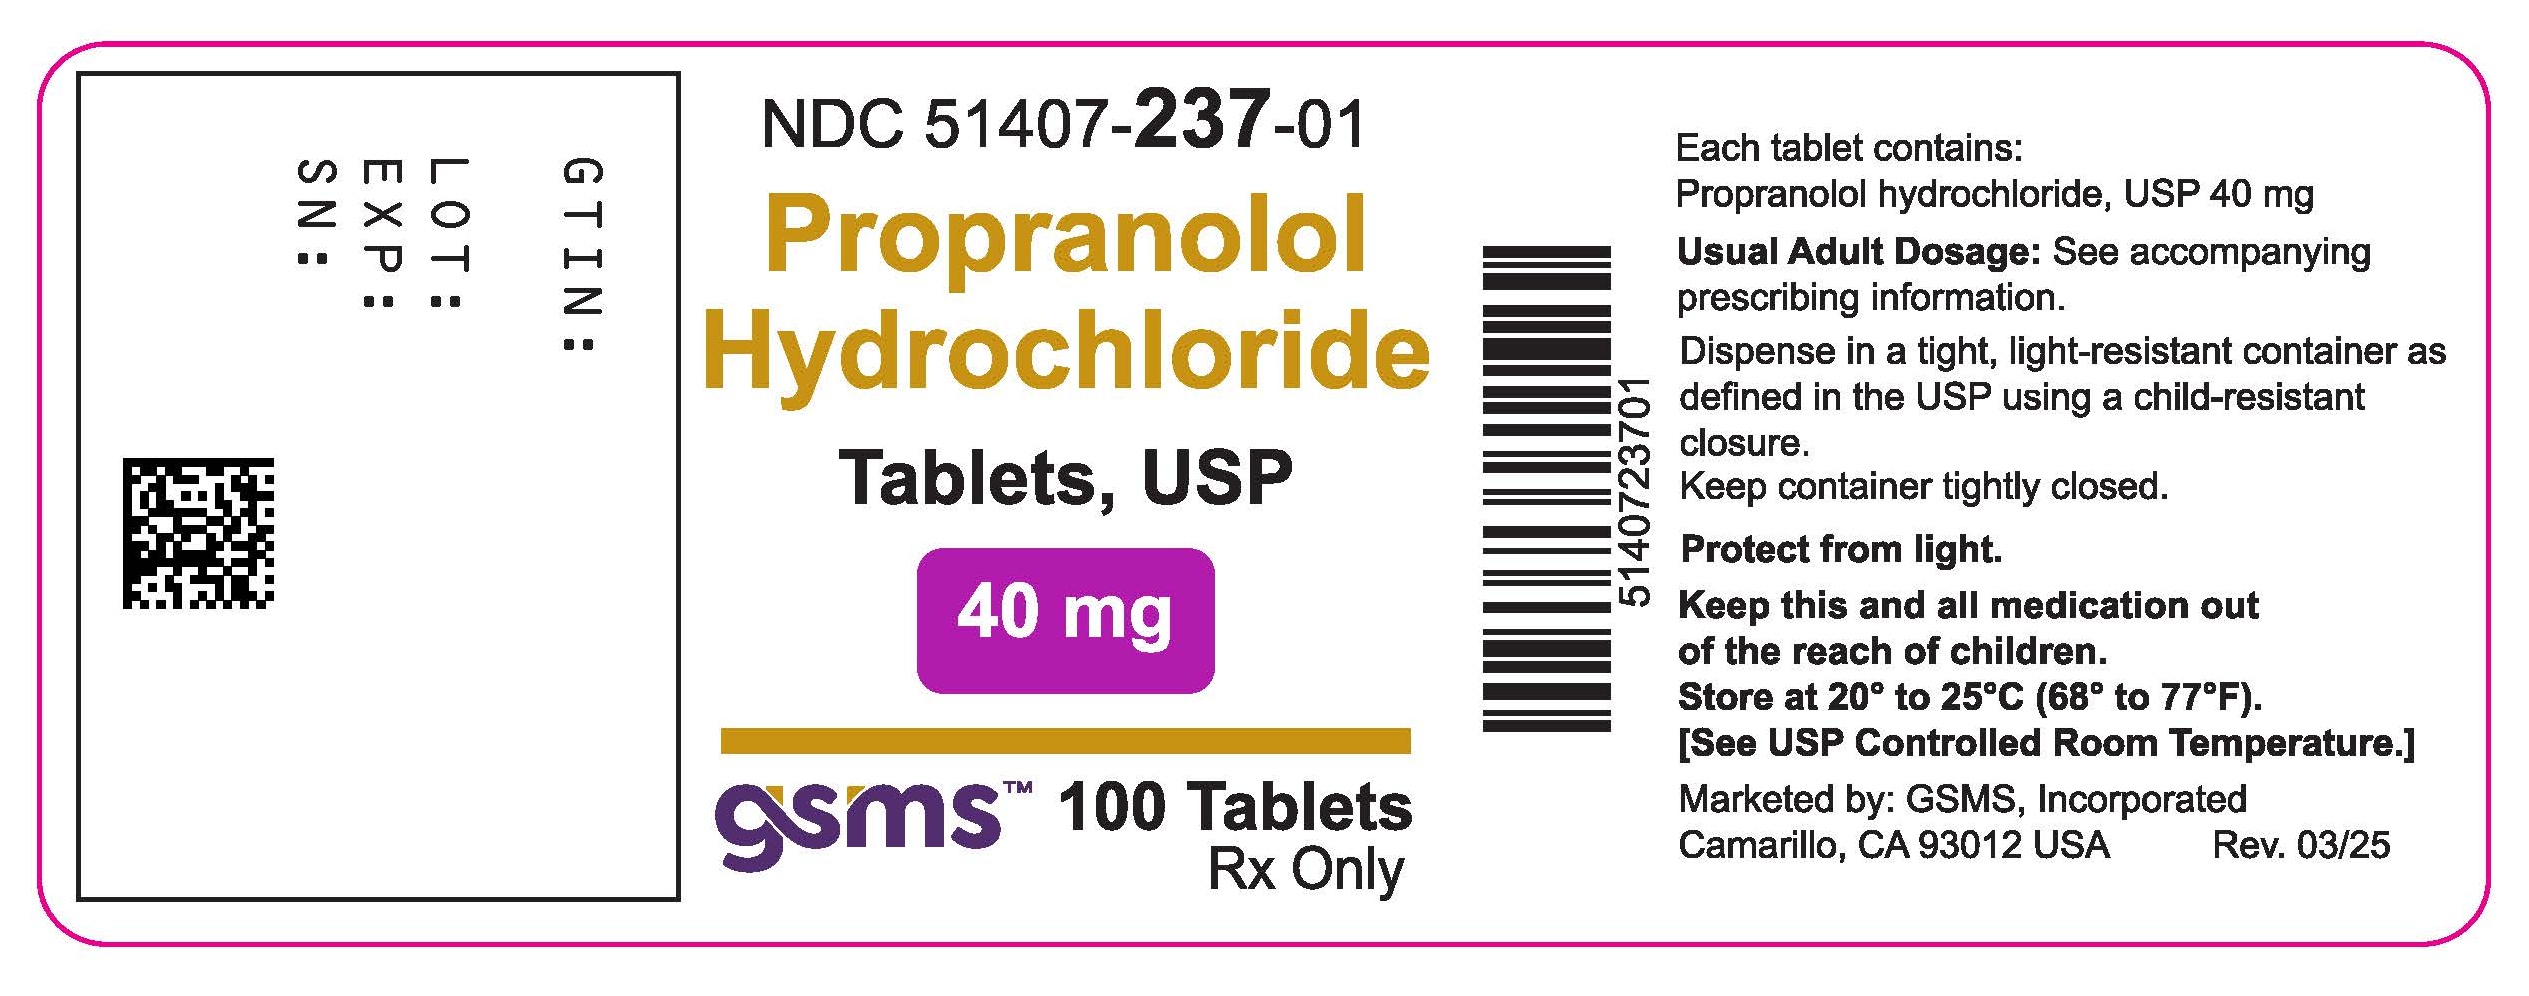 GTIN:
LOT:
EXP:
SN:
NDC 51407-237-01
Propranolol
Hydrochloride
Tablets, USP
40 mg
gsms™ 100 Tablets
Rx Only
5140723701
Each tablet contains:
Propranolol hydrochloride, USP 40 mg
Usual Adult Dosage: See accompanying
prescribing information.
Dispense in a tight, light-resistant container as
defined in the USP using a child-resistant
closure.
Keep container tightly closed.
Protect from light.
Keep this and all medication out
of the reach of children.
Store at 20° to 25°C (68° to 77°F).
[See USP Controlled Room Temperature.]
Marketed by: GSMS, Incorporated
Camarillo, CA 93012 USA Rev. 03/25